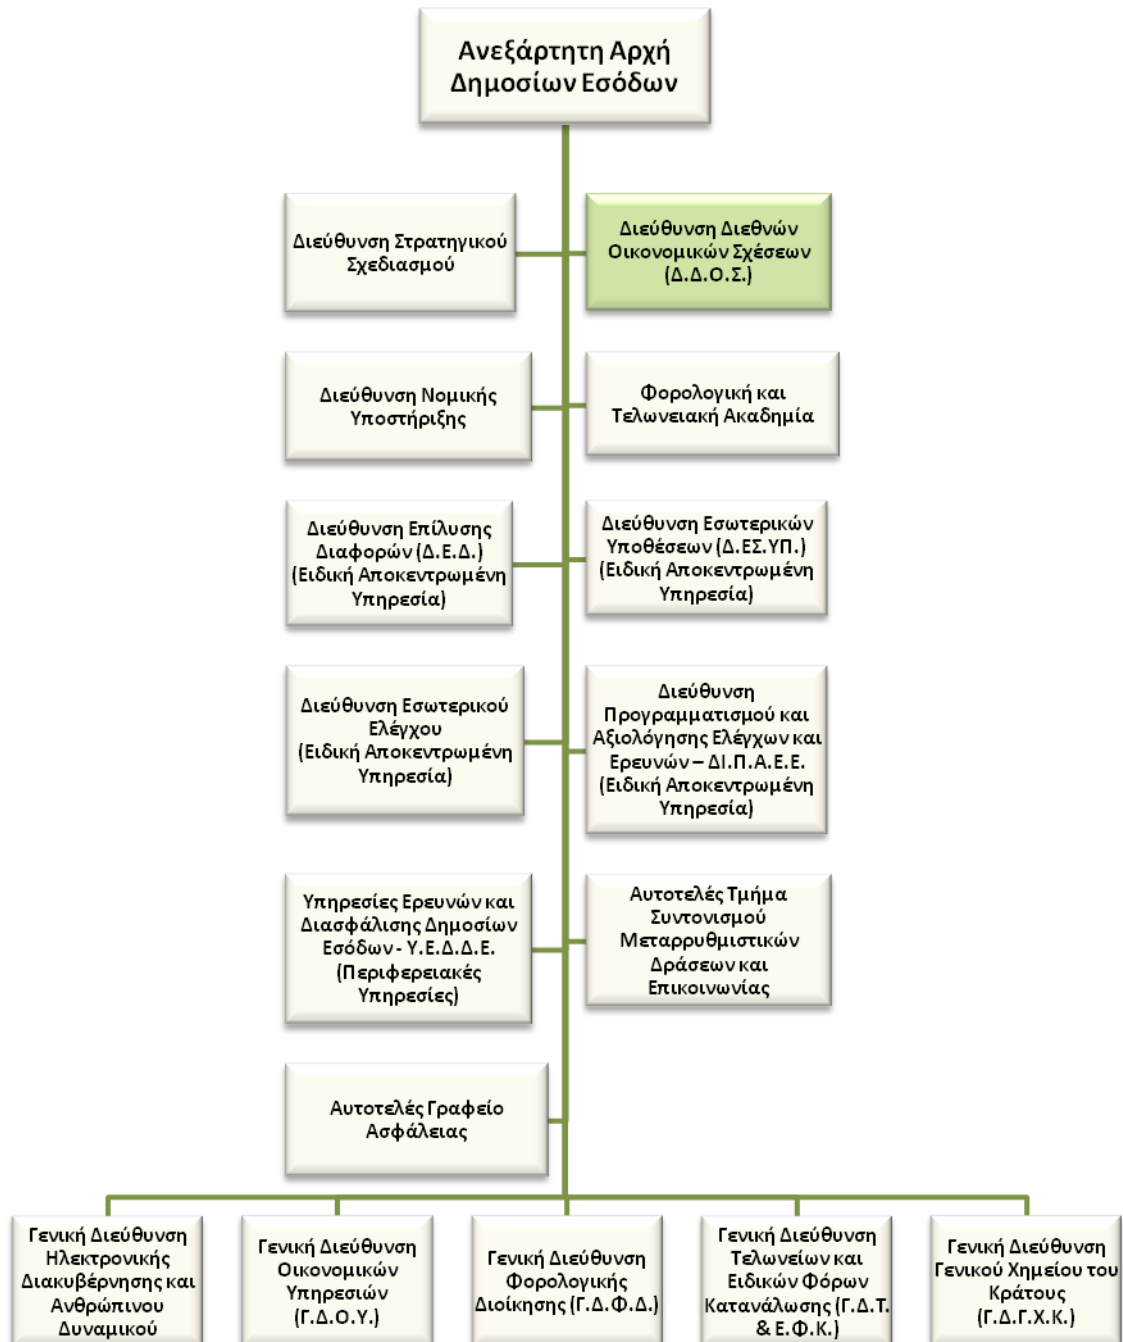 Ανεξάρτητη Αρχή
Δημοσίων Εσόδων
Διεύθυνση Στρατηγικού
Σχεδιασμού
Διεύθυνση Διεθνών
Οικονομικών Σχέσεων
(Δ.Δ.Ο.Σ.)
Διεύθυνση Νομικής
Υποστήριξης
Φορολογική και
Τελωνειακή Ακαδημία
Διεύθυνση Επίλυσης
Διαφορών (Δ.Ε.Δ.)
(Ειδική Αποκεντρωμένη
Υπηρεσία)
Διεύθυνση Εσωτερικών
Υποθέσεων (Δ.ΕΣ.ΥΠ.)
(Ειδική Αποκεντρωμένη
Υπηρεσία)
Διεύθυνση Εσωτερικού
Ελέγχου
(Ειδική Αποκεντρωμένη
Υπηρεσία)
Διεύθυνση
Προγραμματισμού και
Αξιολόγησης Ελέγχων και
Ερευνών – ΔΙ.Π.Α.Ε.Ε.
(Ειδική Αποκεντρωμένη
Υπηρεσία)
Υπηρεσίες Ερευνών και
Διασφάλισης Δημοσίων
Εσόδων - Υ.Ε.Δ.Δ.Ε.
(Περιφερειακές
Υπηρεσίες)
Αυτοτελές Τμήμα
Συντονισμού
Μεταρρυθμιστικών
Δράσεων και
Επικοινωνίας
Αυτοτελές Γραφείο
Ασφάλειας
Γενική Διεύθυνση
Ηλεκτρονικής
Διακυβέρνησης και
Ανθρώπινου
Δυναμικού
Γενική Διεύθυνση
Οικονομικών
Υπηρεσιών
(Γ.Δ.Ο.Υ.)
Γενική Διεύθυνση
Φορολογικής
Διοίκησης (Γ.Δ.Φ.Δ.)
Γενική Διεύθυνση
Τελωνείων και
Ειδικών Φόρων
Κατανάλωσης (Γ.Δ.Τ.
& Ε.Φ.Κ.)
Γενική Διεύθυνση
Γενικού Χημείου του
Κράτους
(Γ.Δ.Γ.Χ.Κ.)